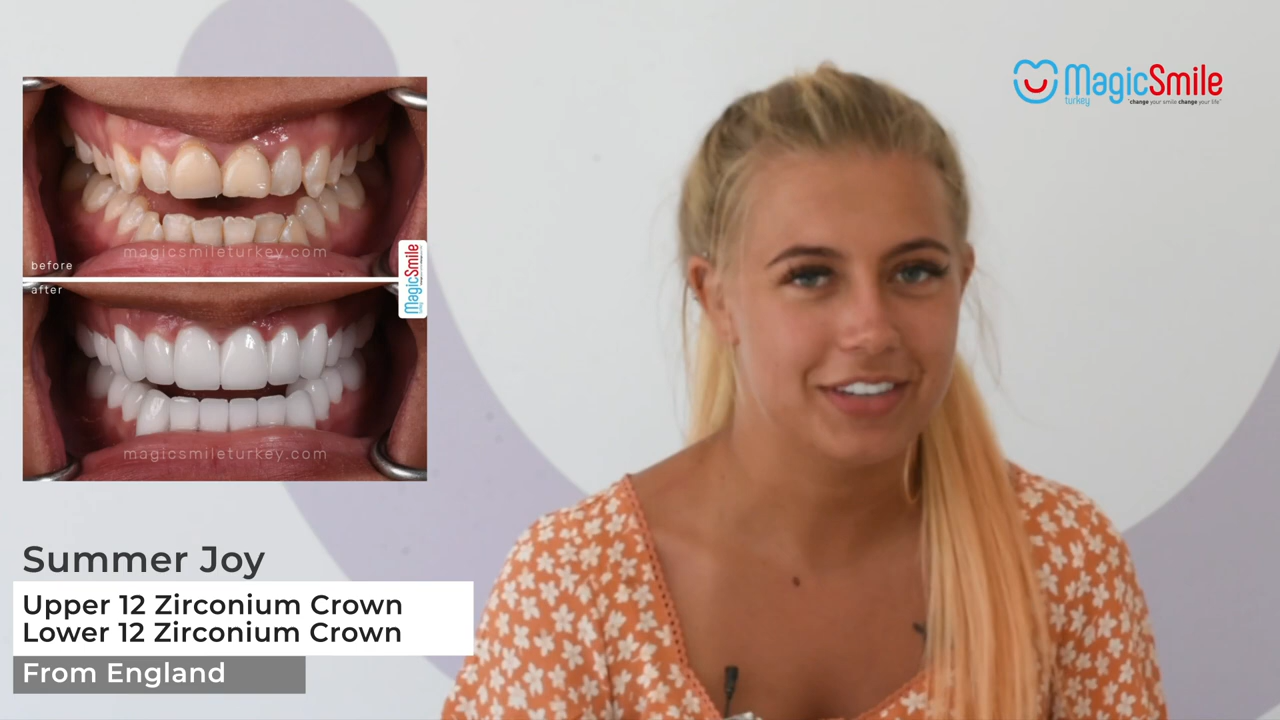 before
magicsmileturkey.com
after
magicsmileturkey.com
MagicSmile
MagicSmile
turkey
"change your smile change your life"
Summer Joy
Upper 12 Zirconium Crown
Lower 12 Zirconium Crown
From England